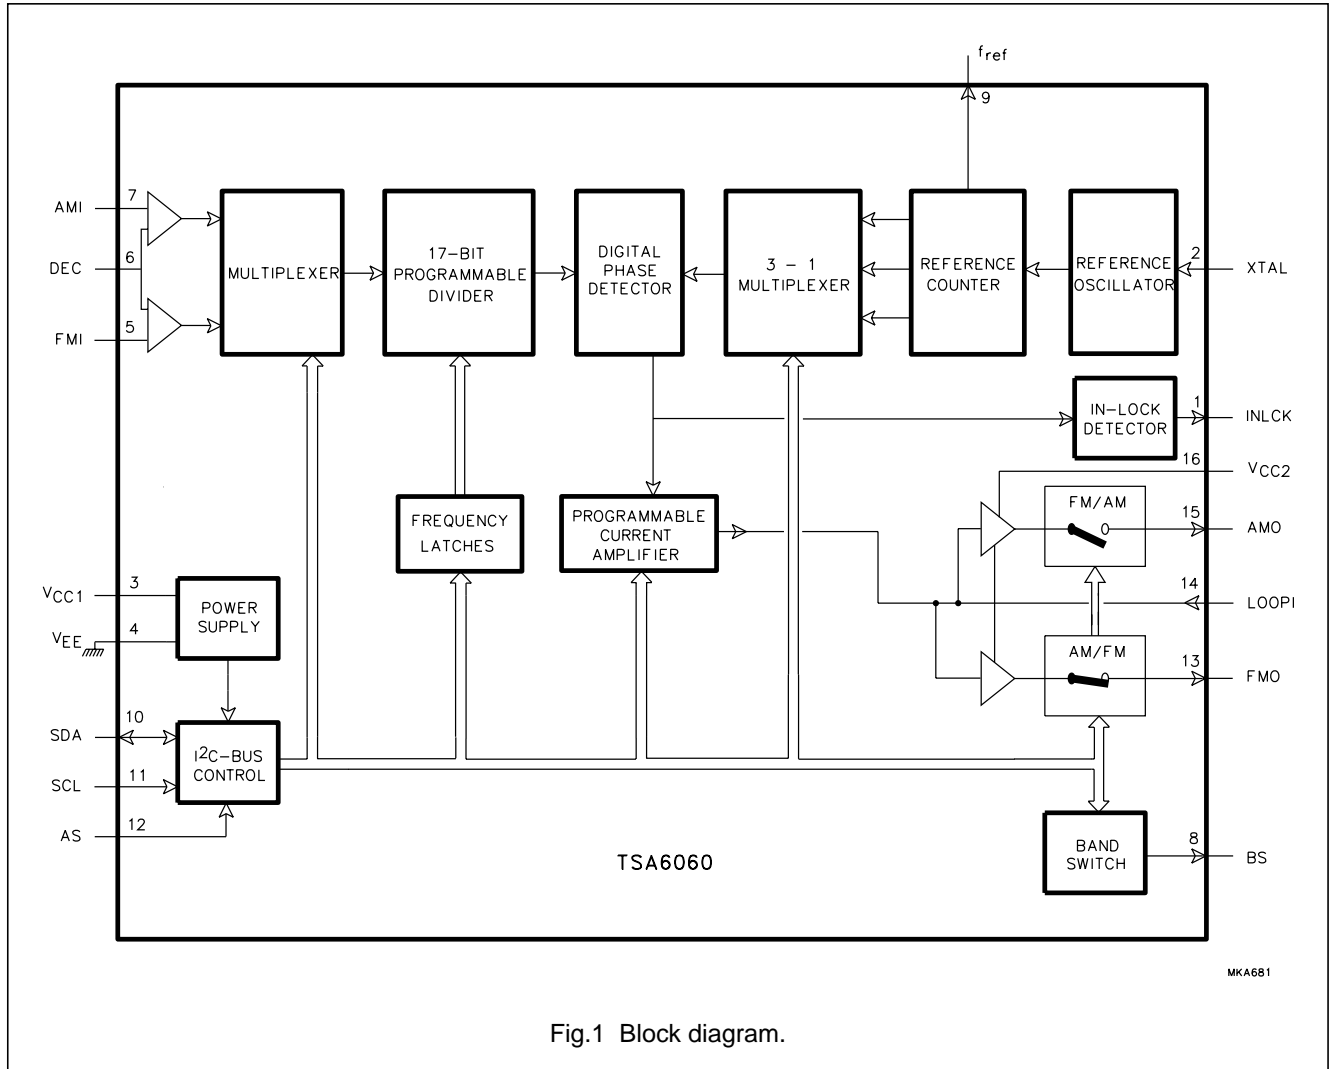 fref
9
7
AMI
6
DEC
5
FMI
MULTIPLEXER
17-BIT
PROGRAMMABLE
DIVIDER
DIGITAL
PHASE
DETECTOR
3 - 1
MULTIPLEXER
REFERENCE
COUNTER
REFERENCE
OSCILLATOR
2
XTAL
IN-LOCK
DETECTOR
1
INLCK
16
VCC2
FREQUENCY
LATCHES
PROGRAMMABLE
CURRENT
AMPLIFIER
FM/AM
15
AMO
14
LOOPI
AM/FM
13
FMO
3
VCC1
4
VEE
POWER
SUPPLY
10
SDA
11
SCL
12
AS
I2C-BUS
CONTROL
BAND
SWITCH
8
BS
TSA6060
MKA681
Fig.1 Block diagram.